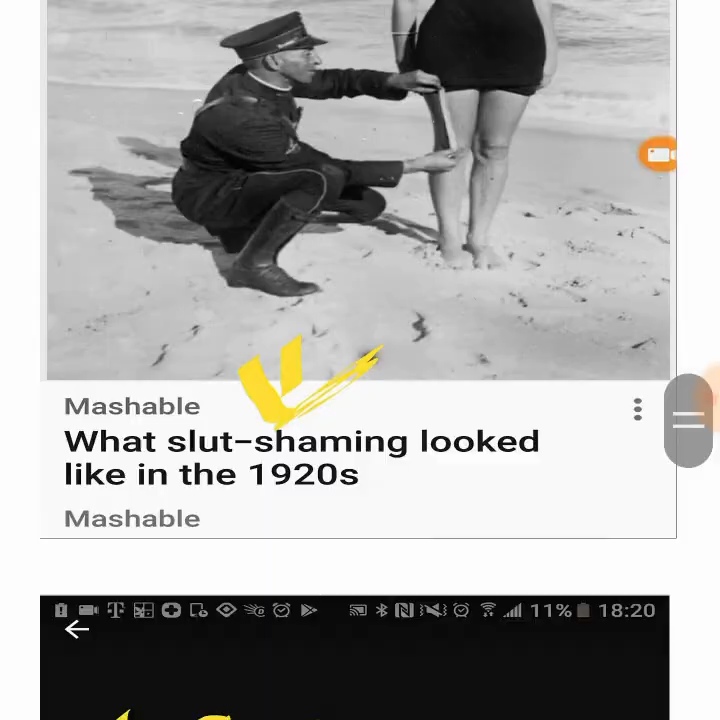 Mashable
What slut-shaming looked
like in the 1920s
Mashable
11% 18:20